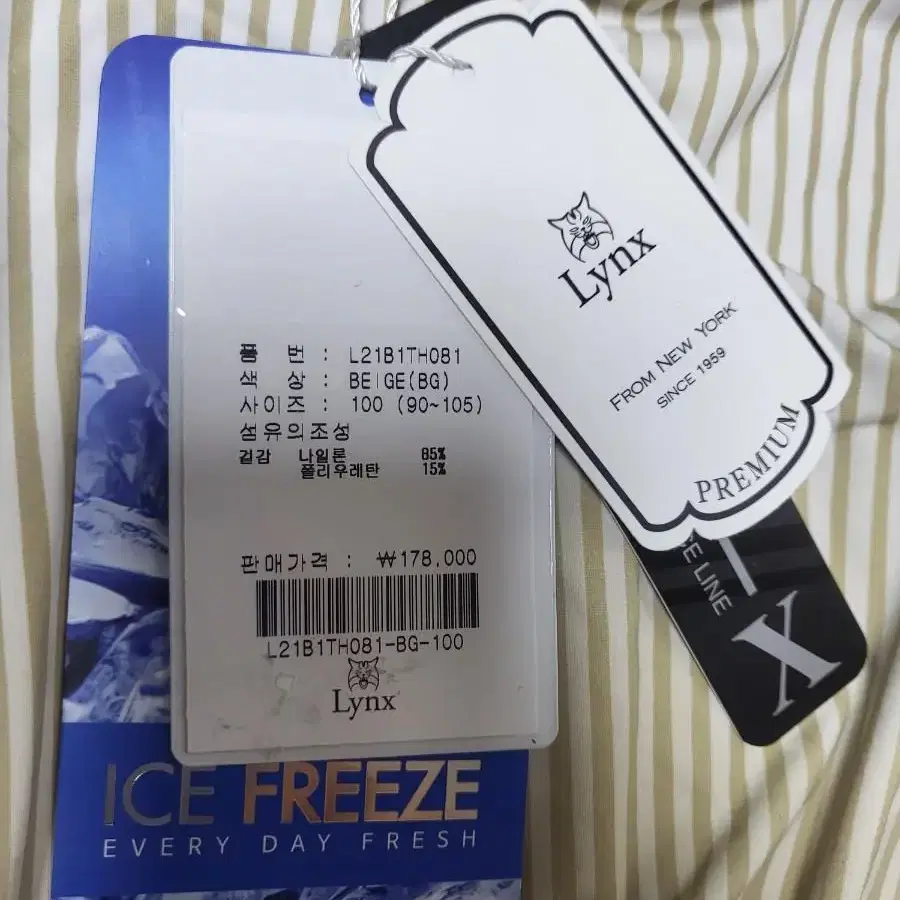 품 번 : L21B1TH081
색 상 : BEIGE(BG)
사이즈 : 100 (90~105)
섬유의조성
겉감 나일론 85%
폴리우레탄 15%
판매가격 : ₩178,000
L21B1TH081-BG-100
Lynx
ICE FREEZE
EVERY DAY FRESH
Lynx
FROM NEW YORK
SINCE 1959
PREMIUM
LINE
X